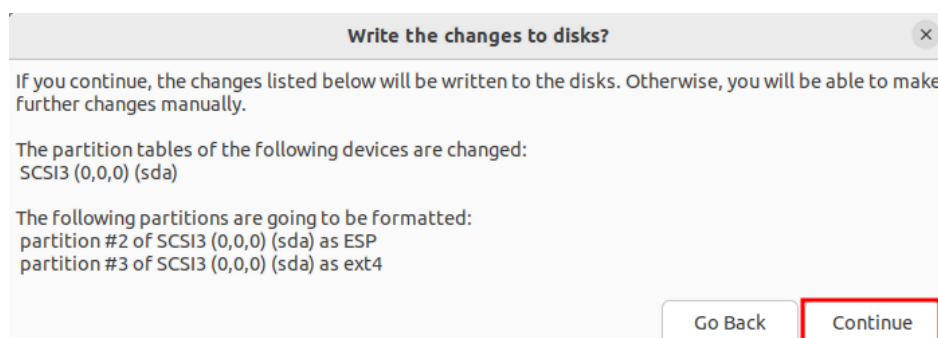 Write the changes to disks?
If you continue, the changes listed below will be written to the disks. Otherwise, you will be able to make
further changes manually.
The partition tables of the following devices are changed:
SCSI3 (0,0,0) (sda)
The following partitions are going to be formatted:
partition #2 of SCSI3 (0,0,0) (sda) as ESP
partition #3 of SCSI3 (0,0,0) (sda) as ext4
Go Back
Continue